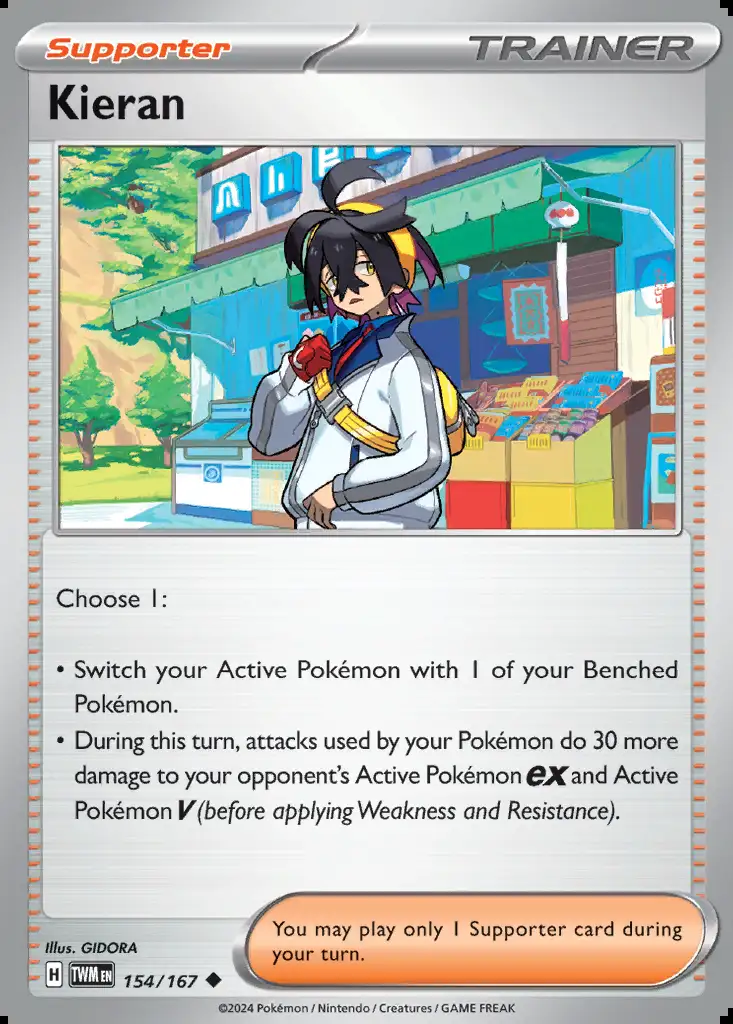 Supporter
TRAINER
Kieran
Choose 1:
• Switch your Active Pokémon with 1 of your Benched
Pokémon.
• During this turn, attacks used by your Pokémon do 30 more
damage to your opponent's Active Pokémon ex and Active
Pokémon V (before applying Weakness and Resistance).
You may play only 1 Supporter card during
your turn.
Illus. GIDORA
H TWM EN 154/167
©2024 Pokémon / Nintendo / Creatures / GAME FREAK